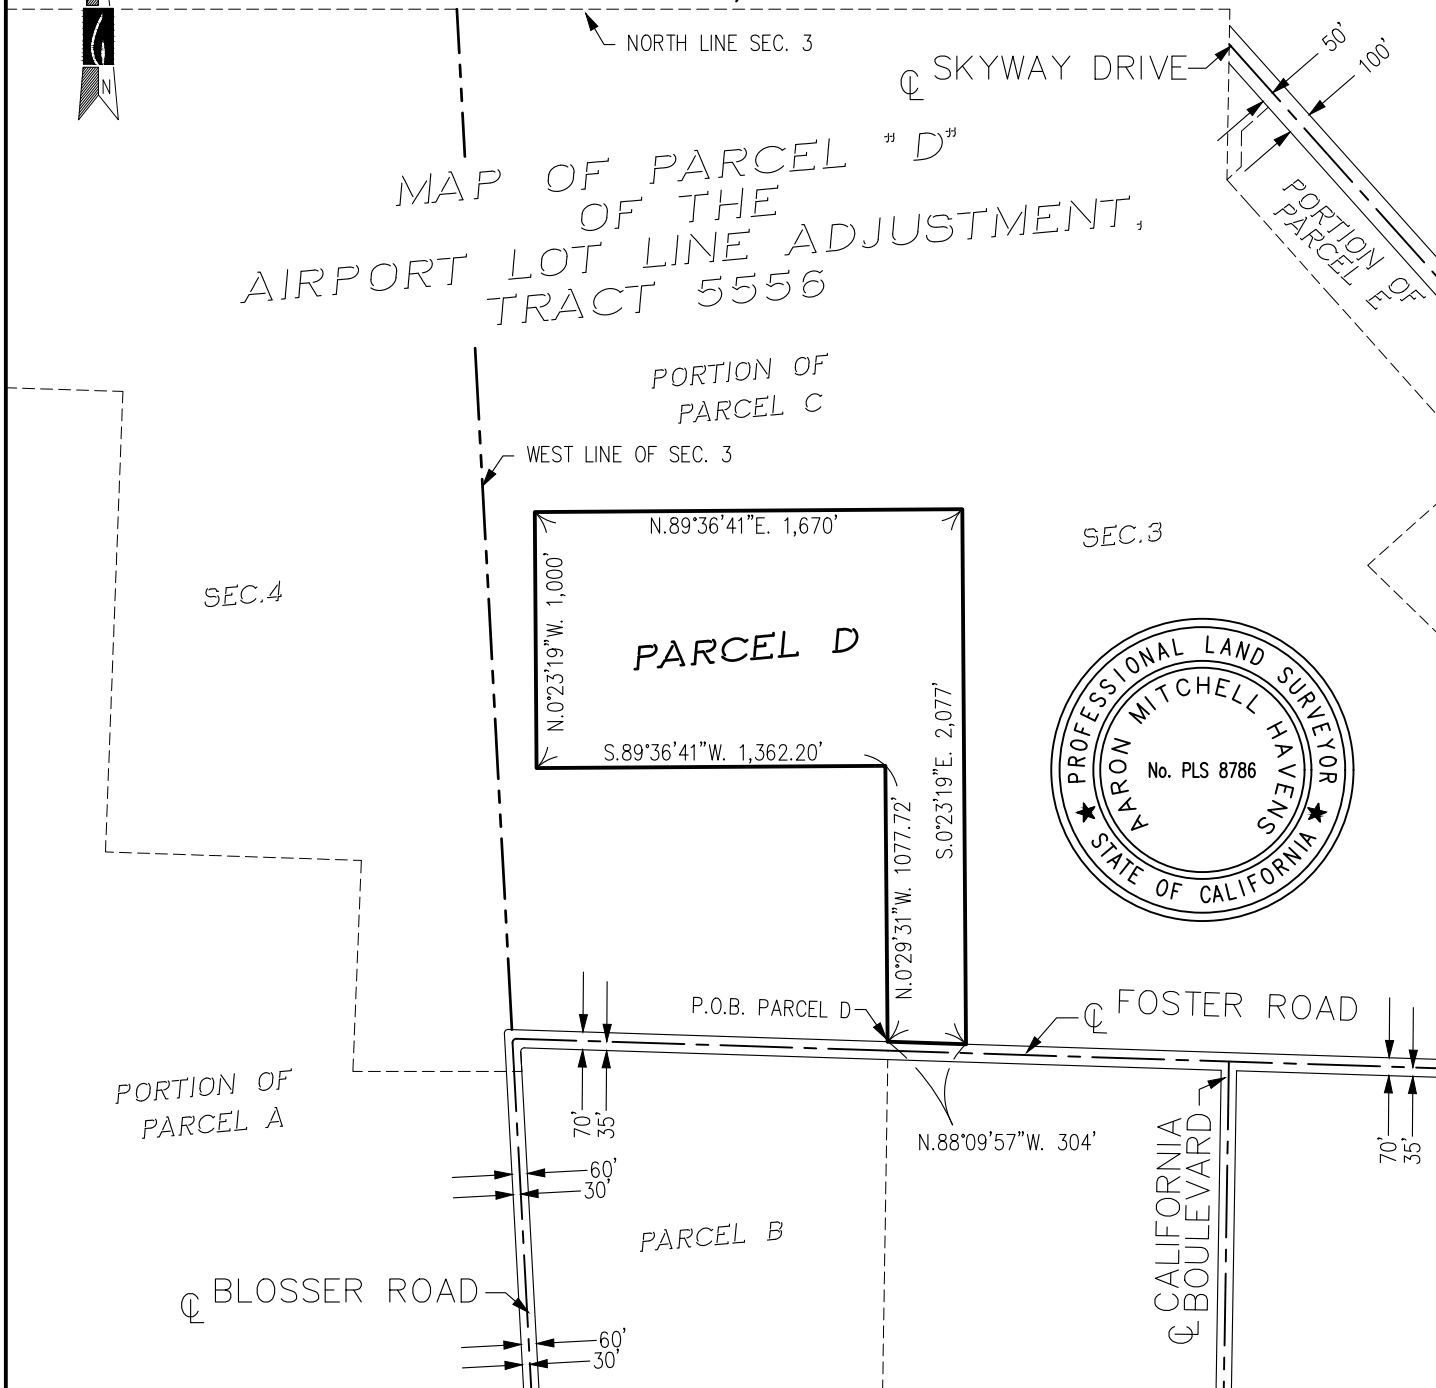 N
NORTH LINE SEC. 3
℄ SKYWAY DRIVE
50'
100'
MAP OF PARCEL "D"
OF THE
AIRPORT LOT LINE ADJUSTMENT,
TRACT 5556
PORTION OF
PARCEL E
PORTION OF
PARCEL C
WEST LINE OF SEC. 3
N.89°36'41"E. 1,670'
SEC.3
SEC.4
N.0°23'19"W. 1,000'
PARCEL D
S.0°23'19"E. 2,077'
S.89°36'41"W. 1,362.20'
N.0°29'31"W. 1077.72'
PROFESSIONAL LAND SURVEYOR
AARON MITCHELL HAVENS
No. PLS 8786
STATE OF CALIFORNIA
P.O.B. PARCEL D
℄ FOSTER ROAD
PORTION OF
PARCEL A
70'
35'
N.88°09'57"W. 304'
70'
35'
60'
30'
℄ CALIFORNIA
BOULEVARD
PARCEL B
℄ BLOSSER ROAD
60'
30'